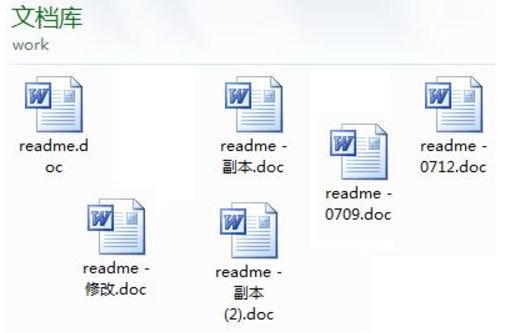 文档库
work
readme.d
oc
readme -
副本.doc
readme -
0709.doc
readme -
0712.doc
readme -
修改.doc
readme -
副本
(2).doc